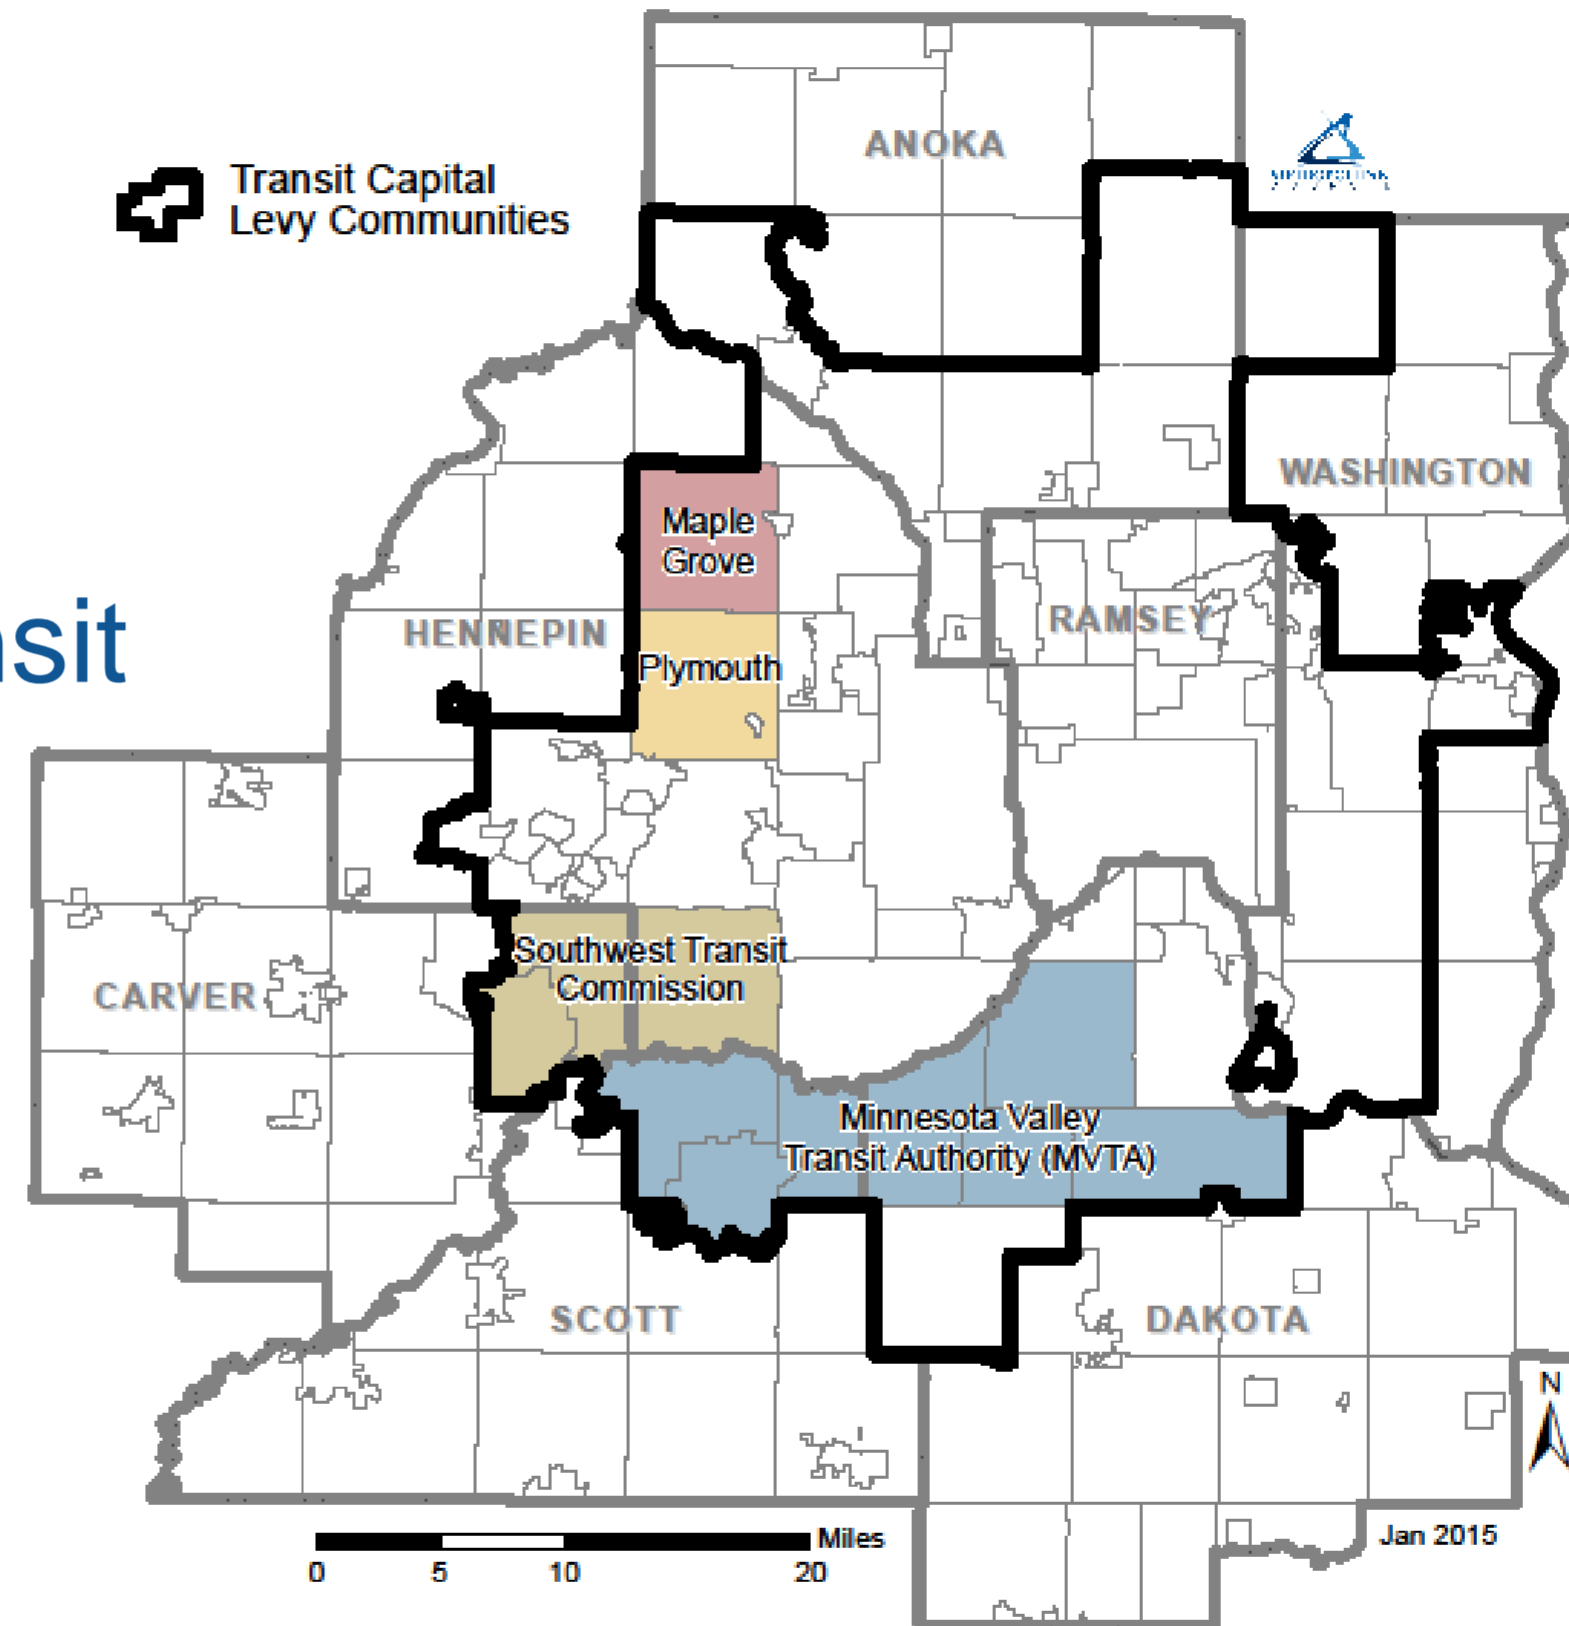 ANOKA
Transit Capital
Levy Communities
WASHINGTON
Maple
Grove
nsit
HENNEPIN
RAMSEY
Plymouth
Southwest Transit
Commission
CARVER
Minnesota Valley
Transit Authority (MVTA)
SCOTT
DAKOTA
N
Miles
0 5 10 20
Jan 2015